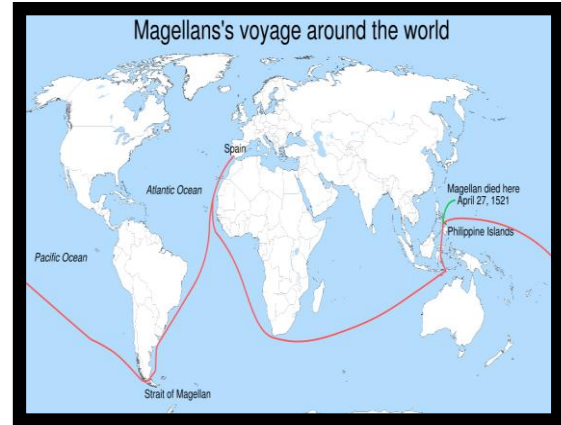 Magellans's voyage around the world
Spain
Atlantic Ocean
Magellan died here
April 27, 1521
Philippine Islands
Pacific Ocean
Strait of Magellan